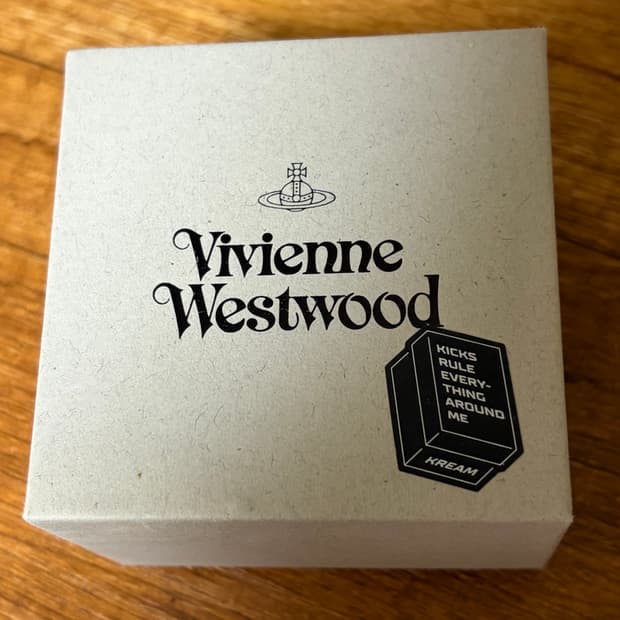 Vivienne
Westwood
KICKS
RULE
EVERY-
THING
AROUND
ME
KREAM